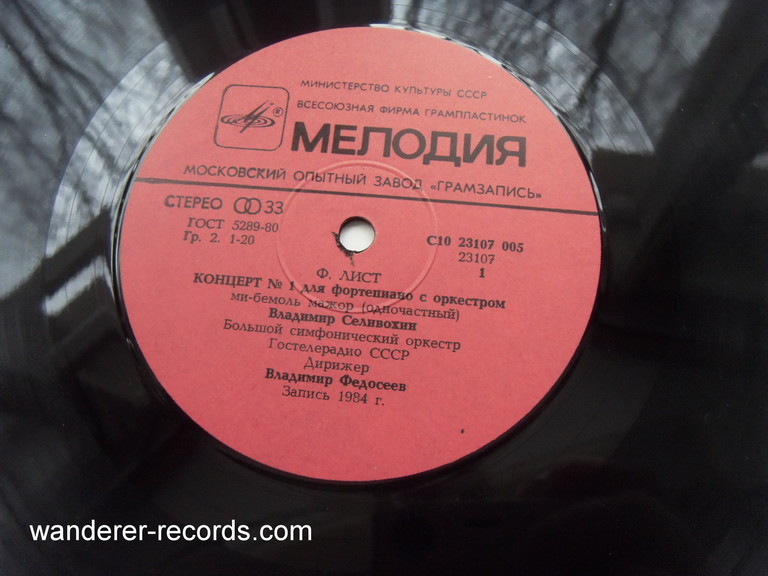 МИНИСТЕРСТВО КУЛЬТУРЫ СССР
ВСЕСОЮЗНАЯ ФИРМА ГРАМПЛАСТИНОК
®
МЕЛОДИЯ
МОСКОВСКИЙ ОПЫТНЫЙ ЗАВОД «ГРАМЗАПИСЬ»
СТЕРЕО 33
ГОСТ 5289-80
Гр. 2. 1-20
С10 23107 005
23107
1
Ф. ЛИСТ
КОНЦЕРТ № 1 для фортепиано с оркестром
ми-бемоль мажор (одночастный)
Владимир Селивохин
Большой симфонический оркестр
Гостелерадио СССР
Дирижер
Владимир Федосеев
Запись 1984 г.
wanderer-records.com